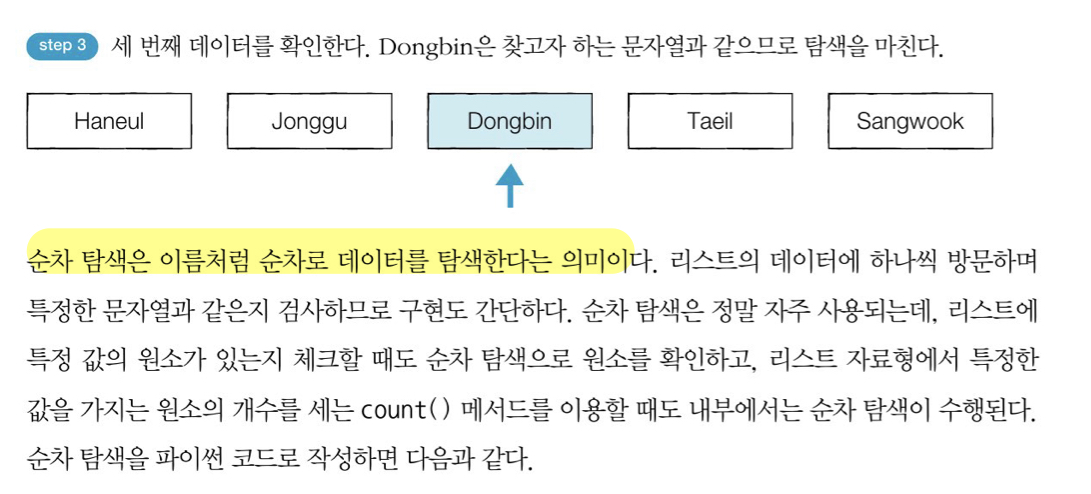 step 3 세 번째 데이터를 확인한다. Dongbin은 찾고자 하는 문자열과 같으므로 탐색을 마친다.
Haneul Jonggu Dongbin Taeil Sangwook
순차 탐색은 이름처럼 순차로 데이터를 탐색한다는 의미이다. 리스트의 데이터에 하나씩 방문하며
특정한 문자열과 같은지 검사하므로 구현도 간단하다. 순차 탐색은 정말 자주 사용되는데, 리스트에
특정 값의 원소가 있는지 체크할 때도 순차 탐색으로 원소를 확인하고, 리스트 자료형에서 특정한
값을 가지는 원소의 개수를 세는 count() 메서드를 이용할 때도 내부에서는 순차 탐색이 수행된다.
순차 탐색을 파이썬 코드로 작성하면 다음과 같다.